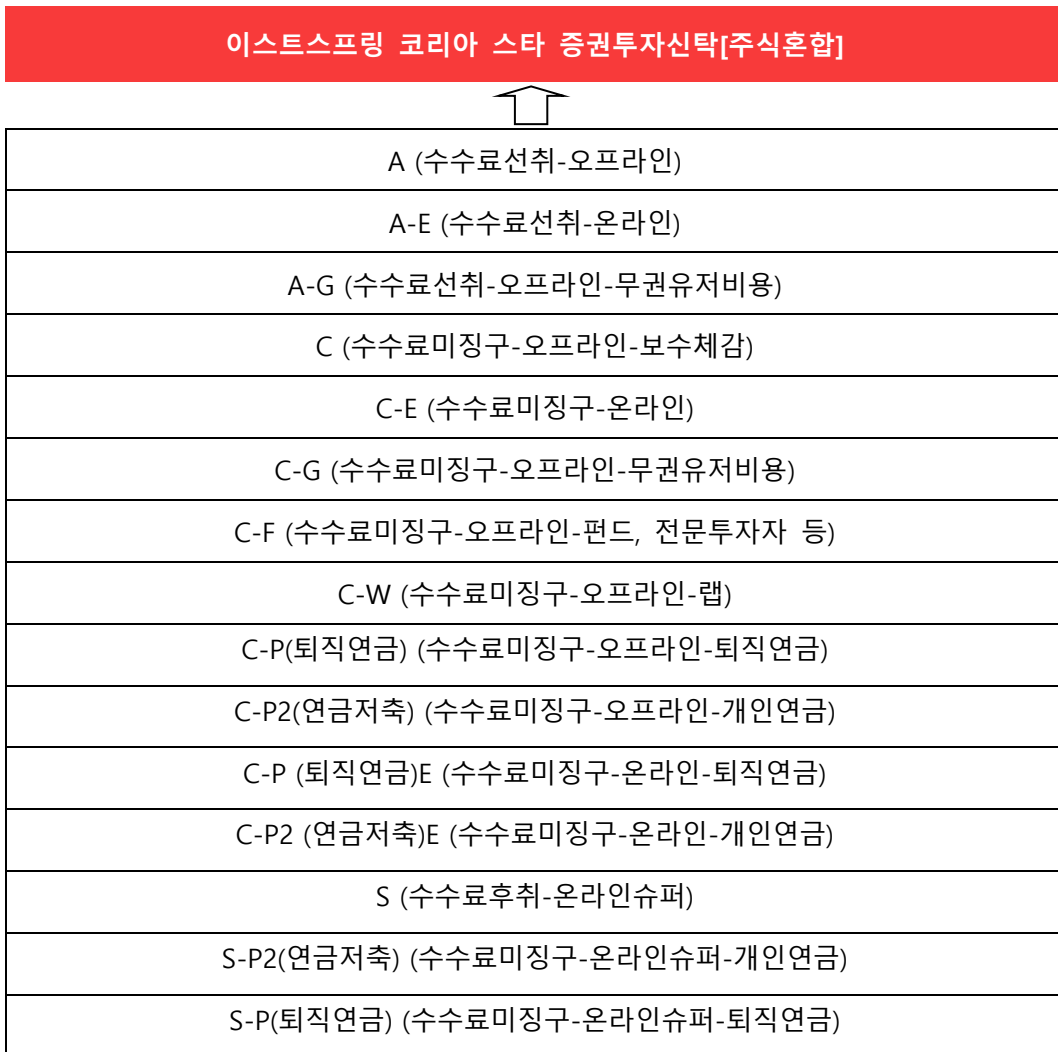 이스트스프링 코리아 스타 증권투자신탁[주식혼합]
A (수수료선취-오프라인)
A-E (수수료선취-온라인)
A-G (수수료선취-오프라인-무권유저비용)
C (수수료미징구-오프라인-보수체감)
C-E (수수료미징구-온라인)
C-G (수수료미징구-오프라인-무권유저비용)
C-F (수수료미징구-오프라인-펀드, 전문투자자 등)
C-W (수수료미징구-오프라인-랩)
C-P(퇴직연금) (수수료미징구-오프라인-퇴직연금)
C-P2(연금저축) (수수료미징구-오프라인-개인연금)
C-P (퇴직연금)E (수수료미징구-온라인-퇴직연금)
C-P2 (연금저축)E (수수료미징구-온라인-개인연금)
S (수수료후취-온라인슈퍼)
S-P2(연금저축) (수수료미징구-온라인슈퍼-개인연금)
S-P(퇴직연금) (수수료미징구-온라인슈퍼-퇴직연금)